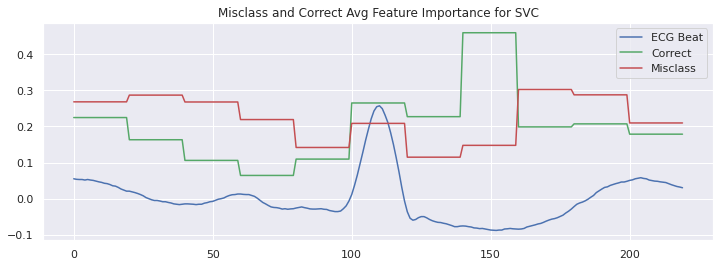 Misclass and Correct Avg Feature Importance for SVC
ECG Beat
Correct
Misclass
0.4
0.3
0.2
0.1
0.0
−0.1
0
50
100
150
200